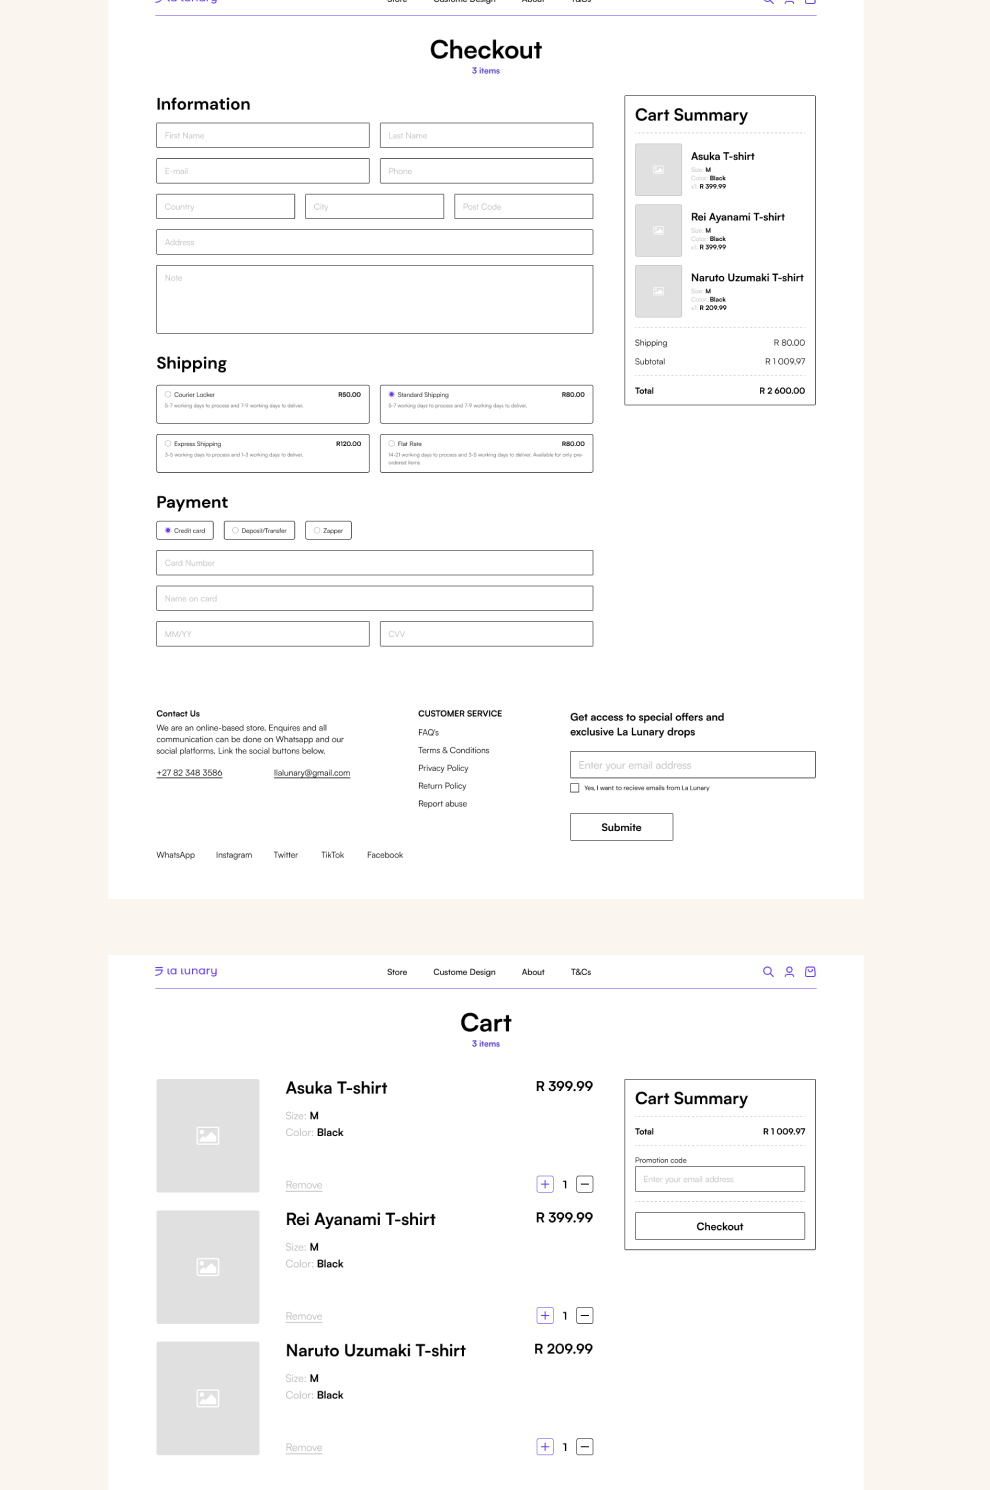 la lunary
Store Custome Design About T&Cs
Checkout
3 items
Information
First Name Last Name
E-mail Phone
Country City Post Code
Address
Note
Shipping
Courier Locker R50.00
5-7 working days to process and 7-9 working days to deliver.
Standard Shipping R80.00
5-7 working days to process and 7-9 working days to deliver.
Express Shipping R120.00
3-5 working days to process and 1-3 working days to deliver.
Flat Rate R80.00
14-21 working days to process and 3-5 working days to deliver. Available for only pre-
ordered items
Payment
Credit card Deposit/Transfer Zapper
Card Number
Name on card
MM/YY CVV
Cart Summary
Asuka T-shirt
Size: M
Color: Black
x1: R 399.99
Rei Ayanami T-shirt
Size: M
Color: Black
x1: R 399.99
Naruto Uzumaki T-shirt
Size: M
Color: Black
x1: R 209.99
Shipping R 80.00
Subtotal R 1 009.97
Total R 2 600.00
Contact Us
We are an online-based store. Enquires and all
communication can be done on Whatsapp and our
social platforms. Link the social buttons below.
+27 82 348 3586 llalunary@gmail.com
WhatsApp Instagram Twitter TikTok Facebook
CUSTOMER SERVICE
FAQ's
Terms & Conditions
Privacy Policy
Return Policy
Report abuse
Get access to special offers and
exclusive La Lunary drops
Enter your email address
Yes, I want to recieve emails from La Lunary
Submite
la lunary
Store Custome Design About T&Cs
Cart
3 items
Asuka T-shirt R 399.99
Size: M
Color: Black
Remove + 1 −
Rei Ayanami T-shirt R 399.99
Size: M
Color: Black
Remove + 1 −
Naruto Uzumaki T-shirt R 209.99
Size: M
Color: Black
Remove + 1 −
Cart Summary
Total R 1 009.97
Promotion code
Enter your email address
Checkout